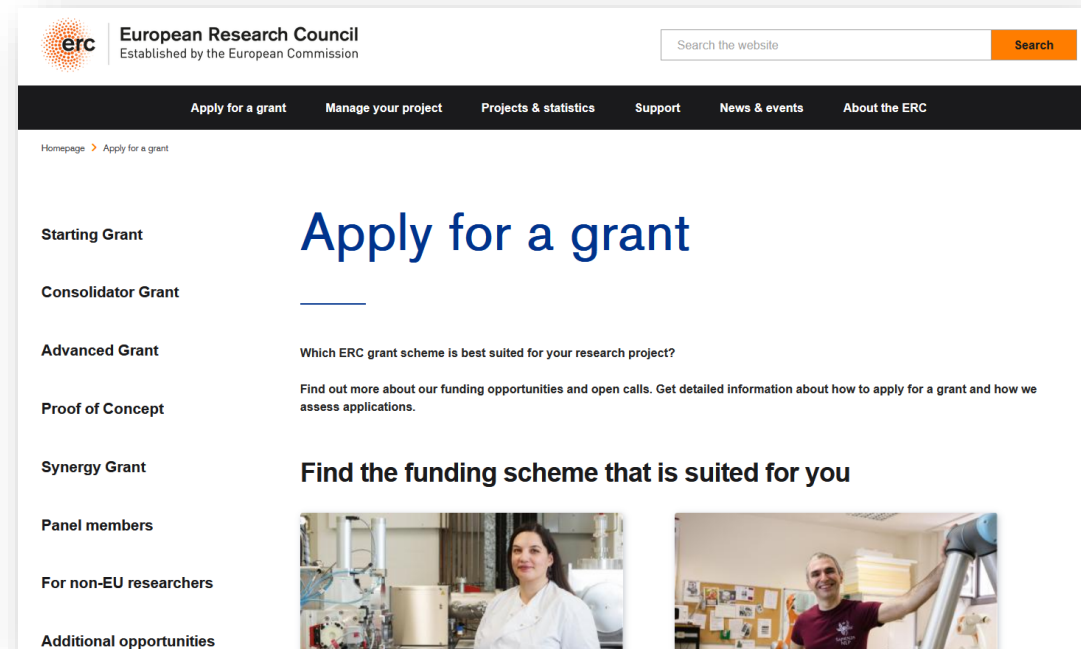 erc
European Research Council
Established by the European Commission
Search the website
Search
Apply for a grant
Manage your project
Projects & statistics
Support
News & events
About the ERC
Homepage > Apply for a grant
Starting Grant
Consolidator Grant
Advanced Grant
Proof of Concept
Synergy Grant
Panel members
For non-EU researchers
Additional opportunities
Apply for a grant
Which ERC grant scheme is best suited for your research project?
Find out more about our funding opportunities and open calls. Get detailed information about how to apply for a grant and how we
assess applications.
Find the funding scheme that is suited for you